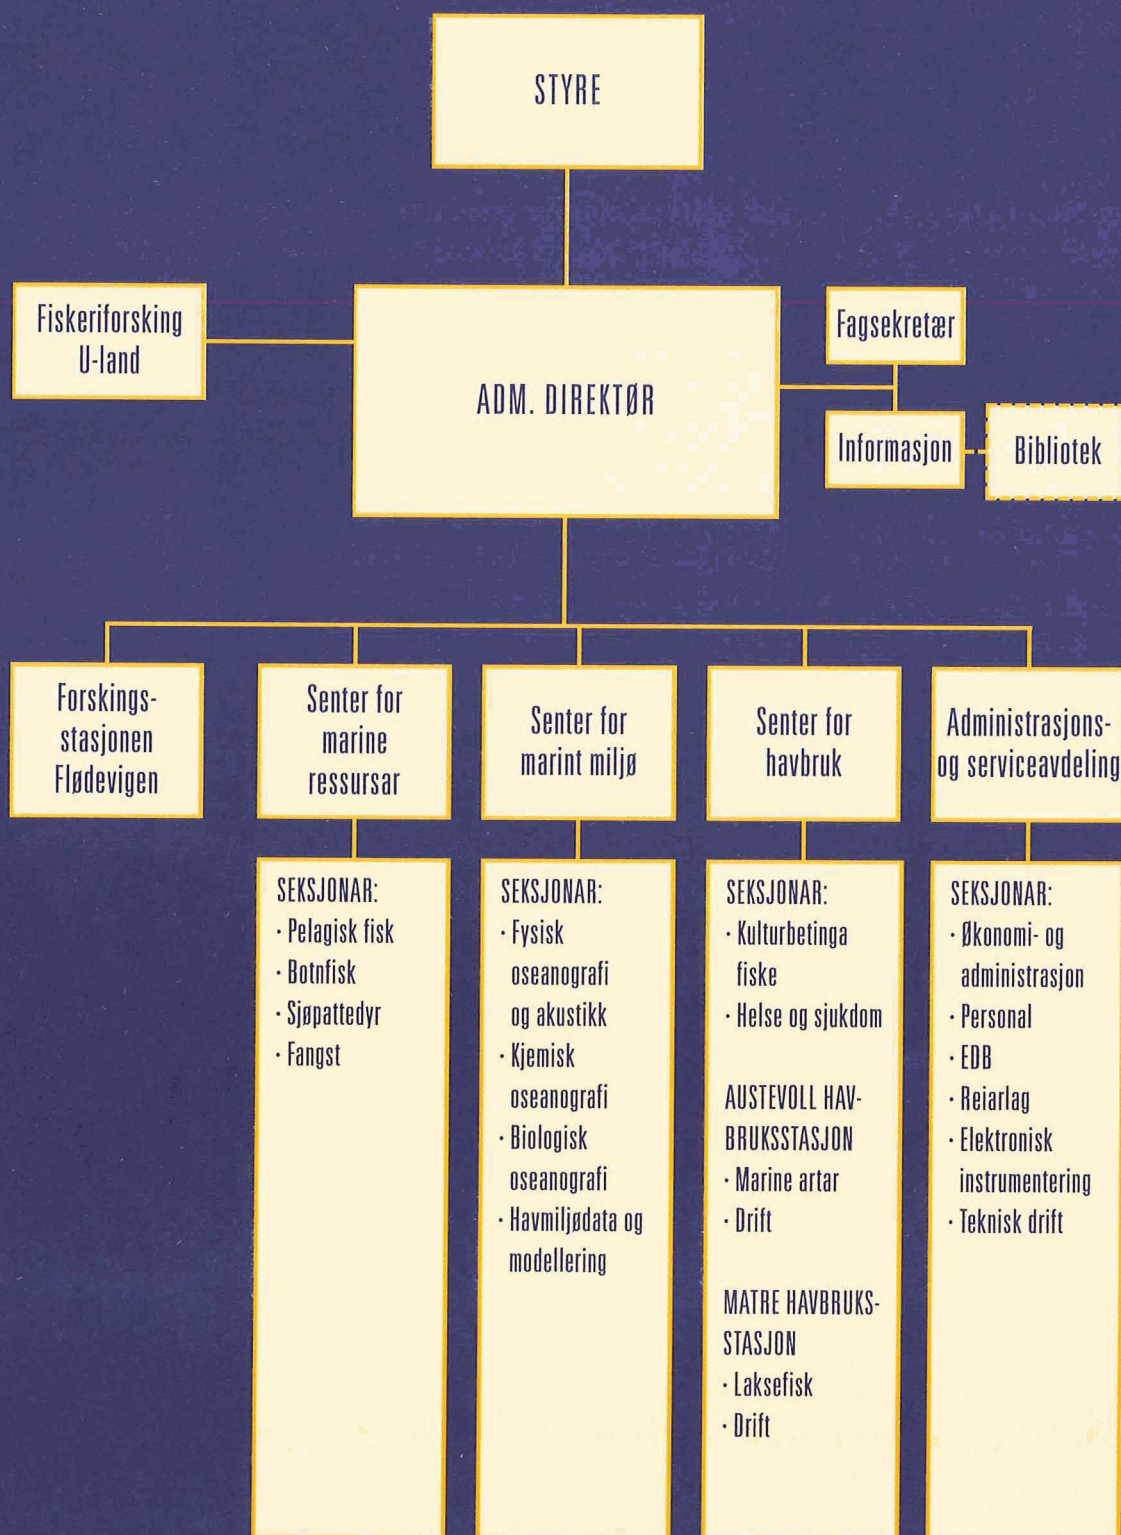 STYRE
Fiskeriforsking
U-land
ADM. DIREKTØR
Fagsekretær
Informasjon
Bibliotek
Forskings-
stasjonen
Flødevigen
Senter for
marine
ressursar
Senter for
marint miljø
Senter for
havbruk
Administrasjons-
og serviceavdeling
SEKSJONAR:
· Pelagisk fisk
· Botnfisk
· Sjøpattedyr
· Fangst
SEKSJONAR:
· Fysisk
oseanografi
og akustikk
· Kjemisk
oseanografi
· Biologisk
oseanografi
· Havmiljødata og
modellering
SEKSJONAR:
· Kulturbetinga
fiske
· Helse og sjukdom
AUSTEVOLL HAV-
BRUKSSTASJON
· Marine artar
· Drift
MATRE HAVBRUKS-
STASJON
· Laksefisk
· Drift
SEKSJONAR:
· Økonomi- og
administrasjon
· Personal
· EDB
· Reiarlag
· Elektronisk
instrumentering
· Teknisk drift